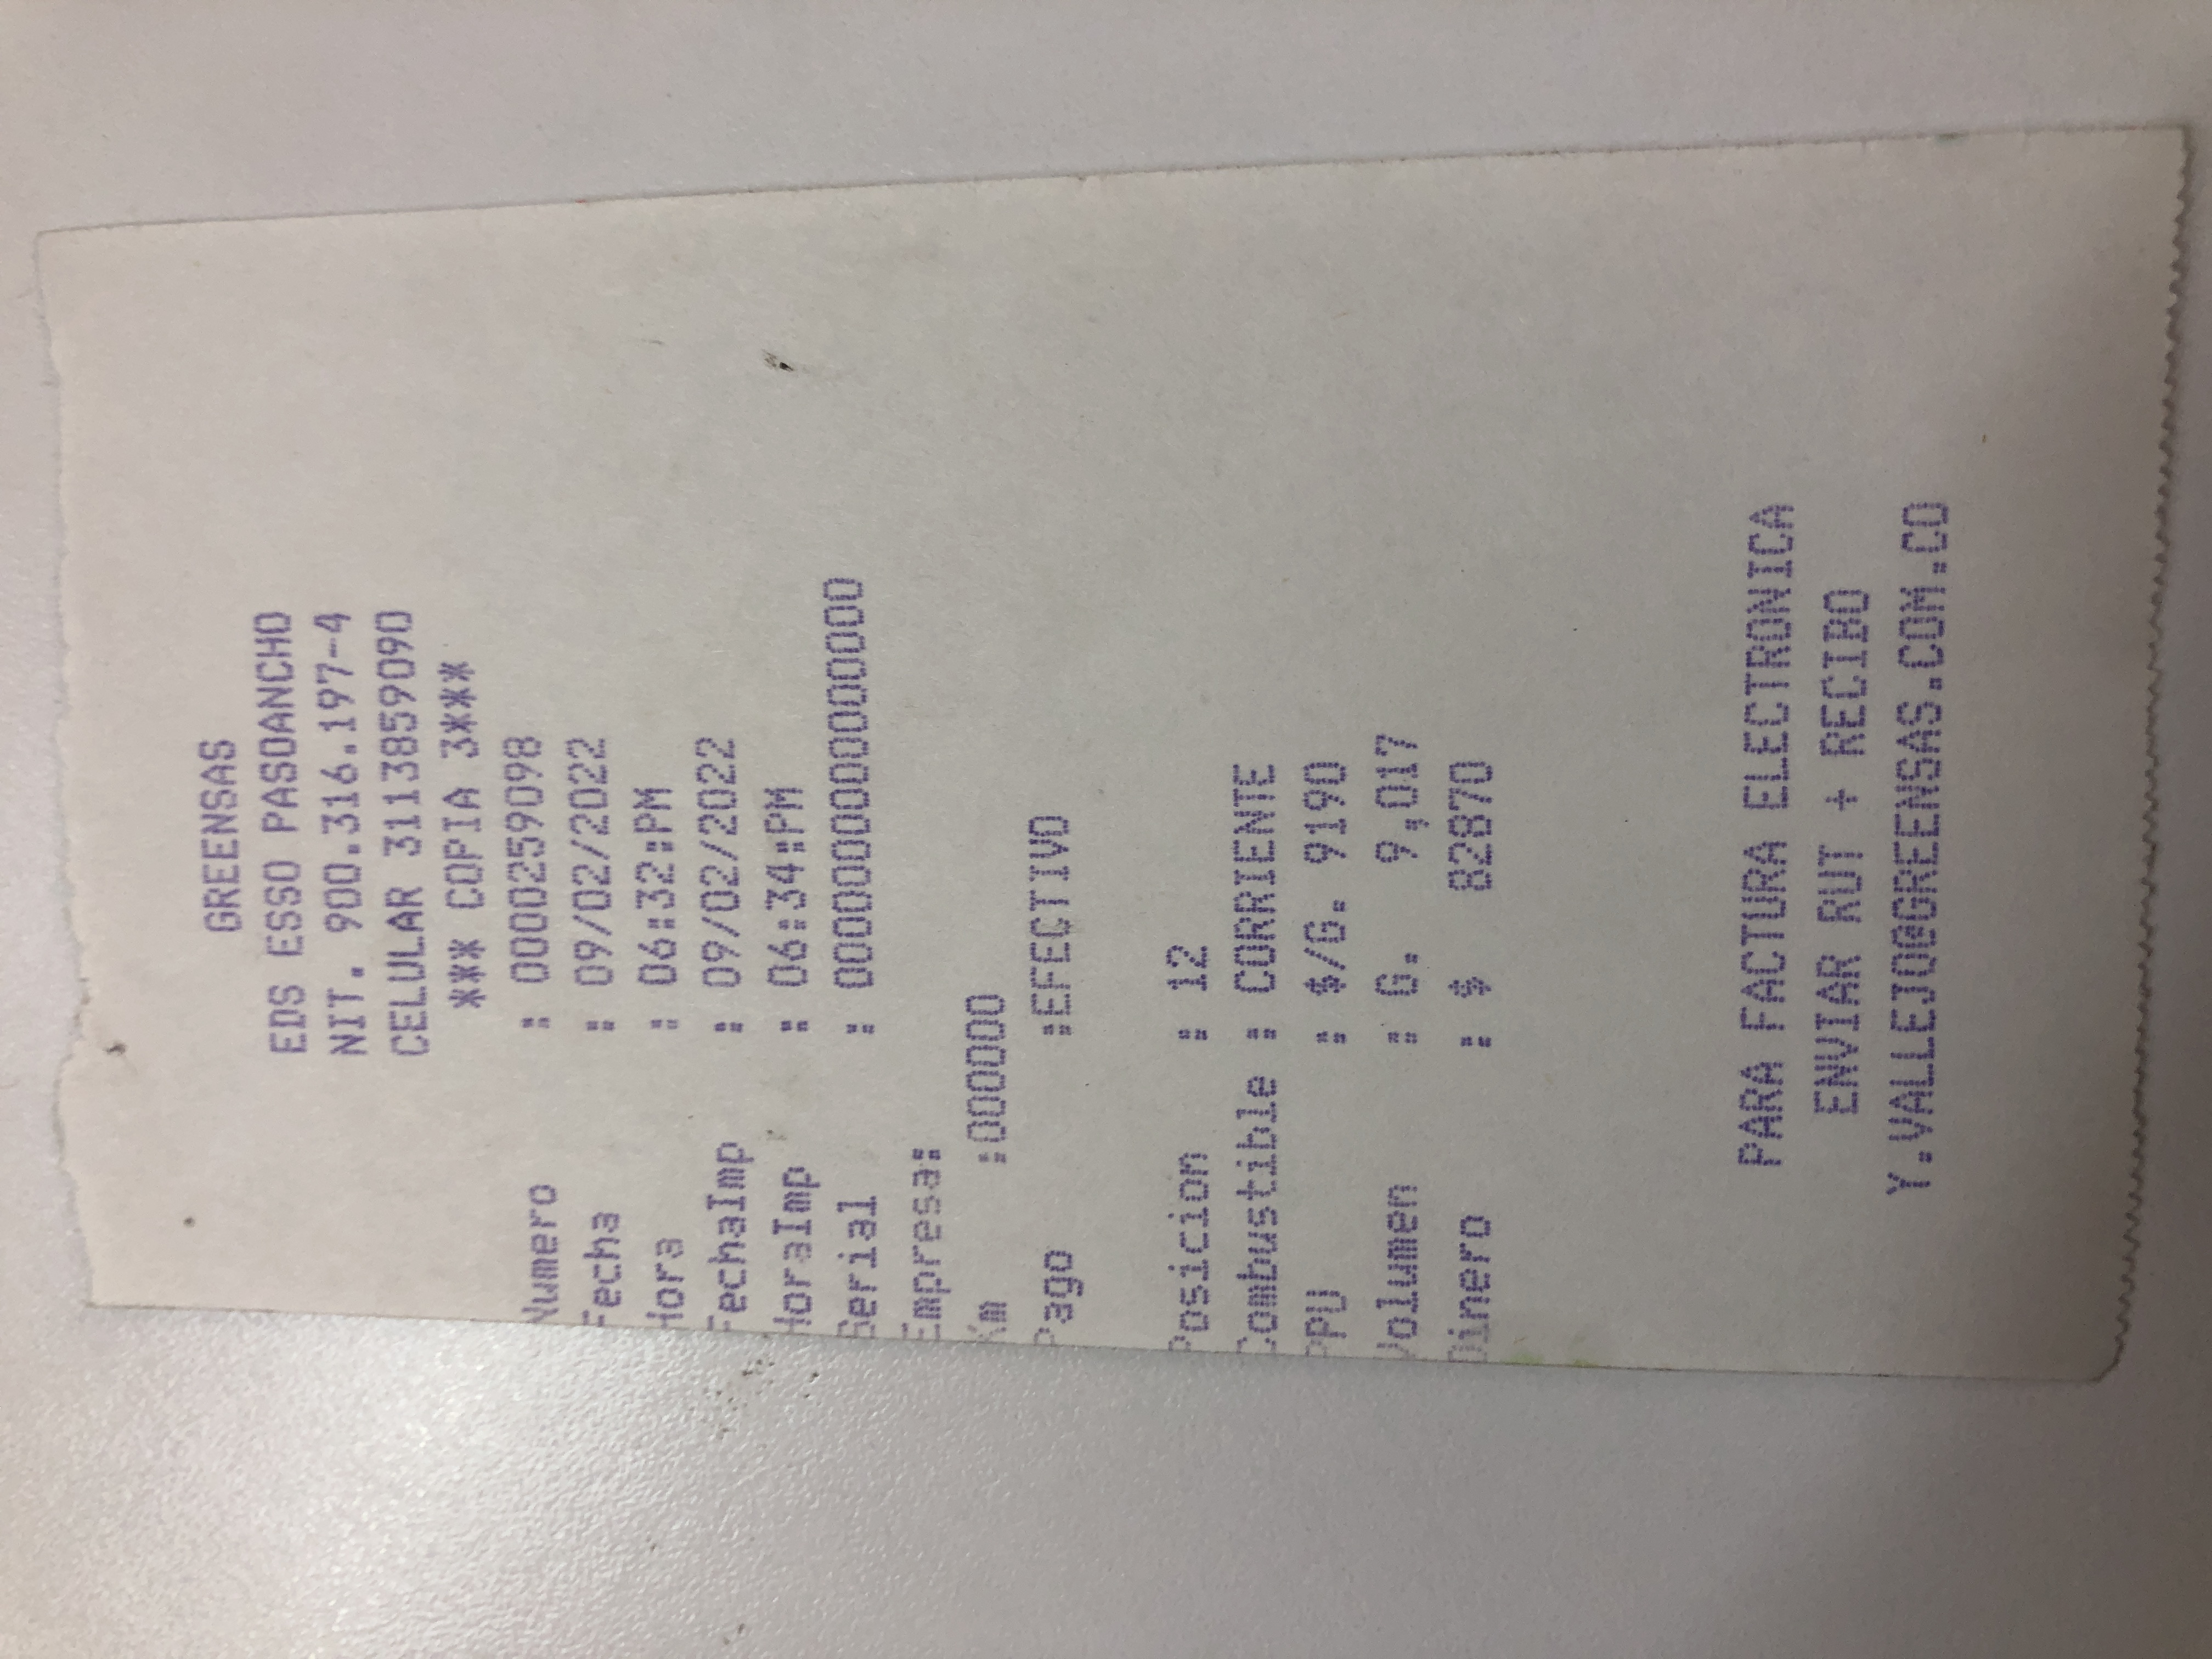 GREENSAS
EDS ESSO PASOANCHO
NIT. 900.316.197-4
CELULAR 3113859090
*** COPIA 3***
Numero : 0000259098
Fecha : 09/02/2022
Hora : 06:32:PM
FechaImp : 09/02/2022
HoraImp : 06:34:PM
Serial : 0000000000000000
Empresa:
Km :000000
Pago :EFECTIVO
Posicion : 12
Combustible : CORRIENTE
PPU : $/G. 9190
Volumen : G. 9,017
Dinero : $ 82870
PARA FACTURA ELECTRONICA
ENVIAR RUT + RECIBO
Y.VALLEJO@GREENSAS.COM.CO